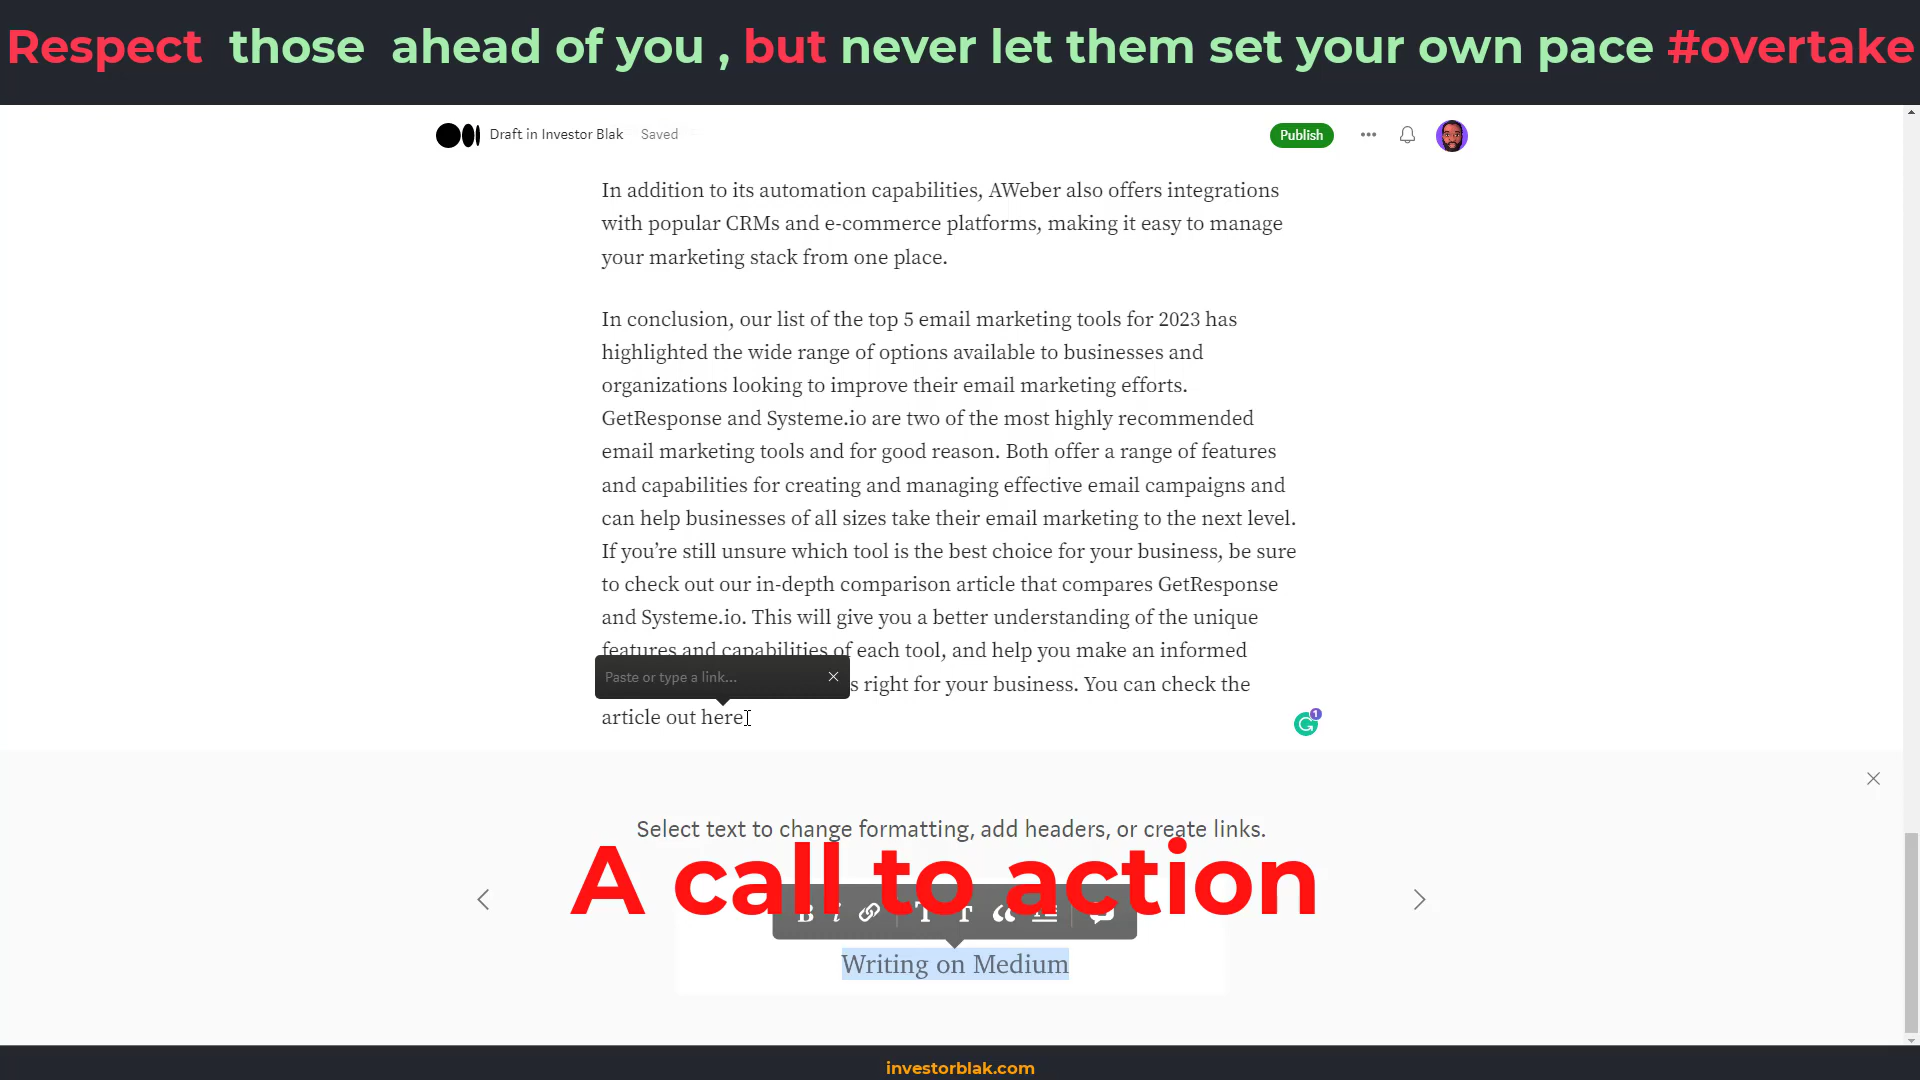 Respect those ahead of you , but never let them set your own pace #overtake
Draft in Investor Blak Saved
Publish
In addition to its automation capabilities, AWeber also offers integrations
with popular CRMs and e-commerce platforms, making it easy to manage
your marketing stack from one place.
In conclusion, our list of the top 5 email marketing tools for 2023 has
highlighted the wide range of options available to businesses and
organizations looking to improve their email marketing efforts.
GetResponse and Systeme.io are two of the most highly recommended
email marketing tools and for good reason. Both offer a range of features
and capabilities for creating and managing effective email campaigns and
can help businesses of all sizes take their email marketing to the next level.
If you’re still unsure which tool is the best choice for your business, be sure
to check out our in-depth comparison article that compares GetResponse
and Systeme.io. This will give you a better understanding of the unique
features and capabilities of each tool, and help you make an informed
Paste or type a link...
s right for your business. You can check the
article out here
1
Select text to change formatting, add headers, or create links.
A call to action
B i T T
Writing on Medium
investorblak.com